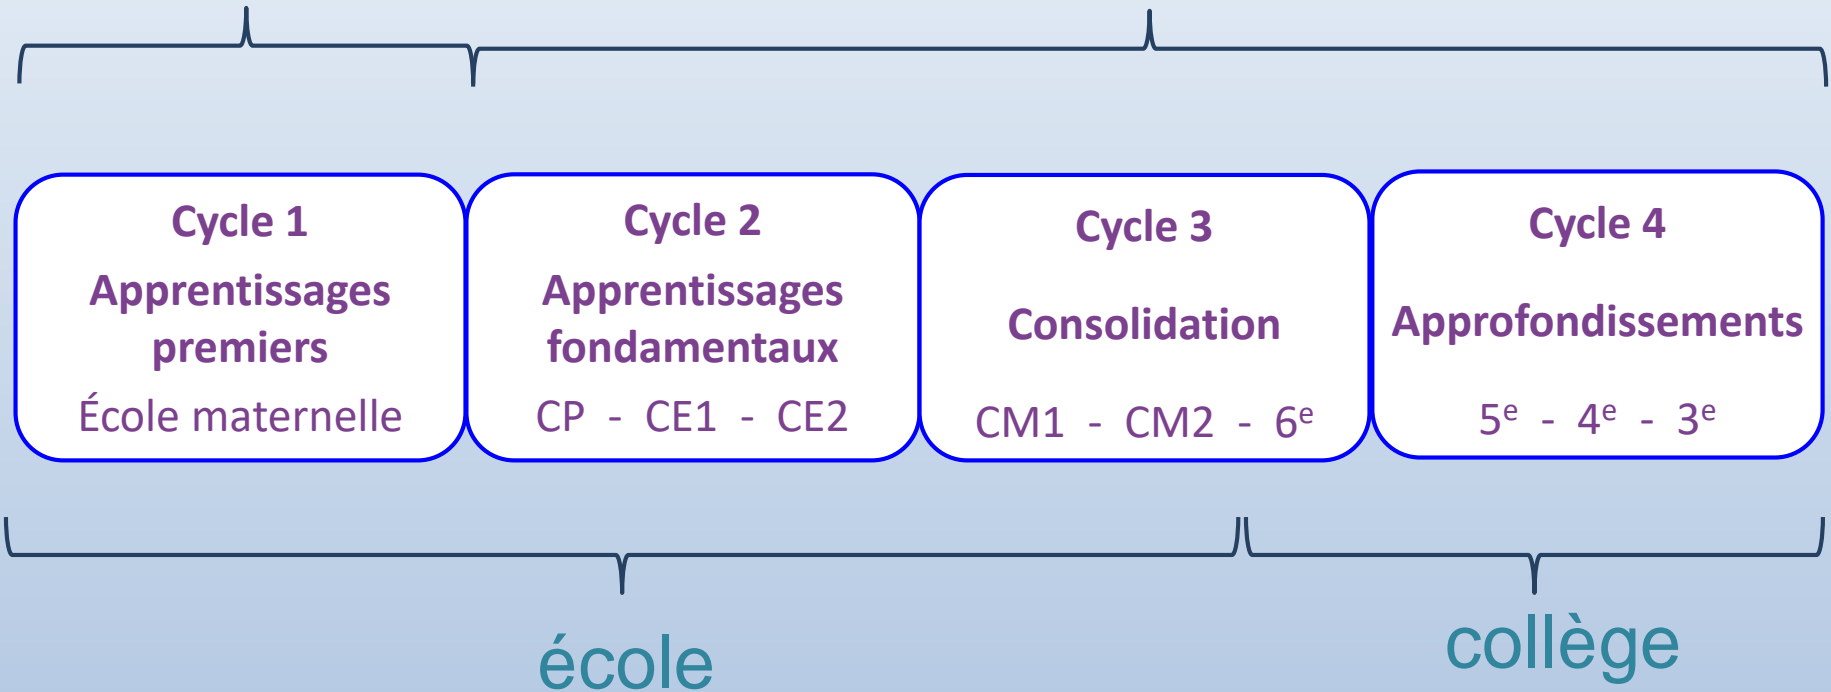 Cycle 1
Apprentissages
premiers
École maternelle
Cycle 2
Apprentissages
fondamentaux
CP - CE1 - CE2
Cycle 3
Consolidation
CM1 - CM2 - 6e
Cycle 4
Approfondissements
5e - 4e - 3e
école
collège